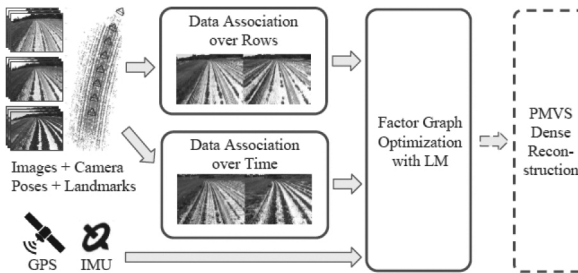 Data Association
over Rows
Data Association
over Time
Images + Camera
Poses + Landmarks
GPS
IMU
Factor Graph
Optimization
with LM
PMVS
Dense
Recon-
struction